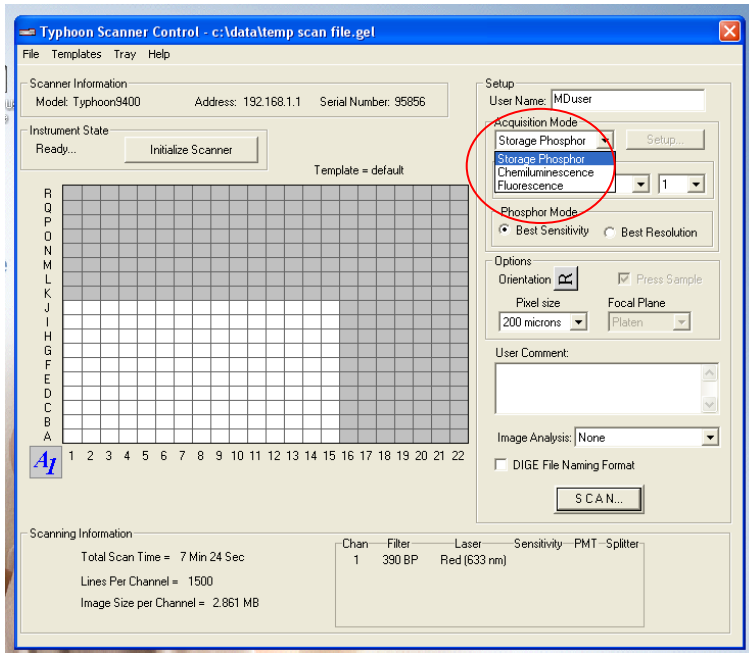 Typhoon Scanner Control - c:\data\temp scan file.gel
File Templates Tray Help
Scanner Information
Model: Typhoon9400 Address: 192.168.1.1 Serial Number: 95856
Instrument State
Ready... Initialize Scanner
Template = default
R
Q
P
O
N
M
L
K
J
I
H
G
F
E
D
C
B
A
A1 1 2 3 4 5 6 7 8 9 10 11 12 13 14 15 16 17 18 19 20 21 22
Setup
User Name: MDuser
Acquisition Mode
Storage Phosphor Setup...
Storage Phosphor
Chemiluminescence
Fluorescence
1
Phosphor Mode
Best Sensitivity Best Resolution
Options
Orientation R Press Sample
Pixel size Focal Plane
200 microns Platen
User Comment:
Image Analysis: None
DIGE File Naming Format
SCAN...
Scanning Information
Total Scan Time = 7 Min 24 Sec
Lines Per Channel = 1500
Image Size per Channel = 2.861 MB
Chan Filter Laser Sensitivity PMT Splitter
1 390 BP Red (633 nm)